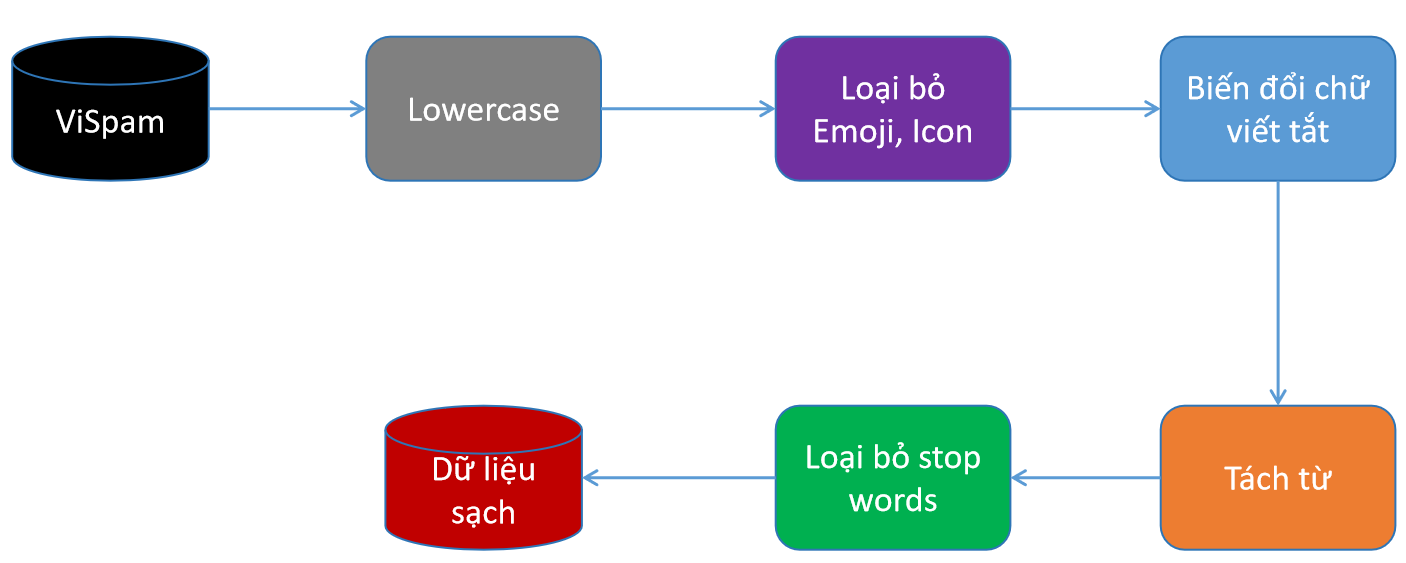 ViSpam
Lowercase
Loại bỏ
Emoji, Icon
Biến đổi chữ
viết tắt
Tách từ
Loại bỏ stop
words
Dữ liệu
sạch